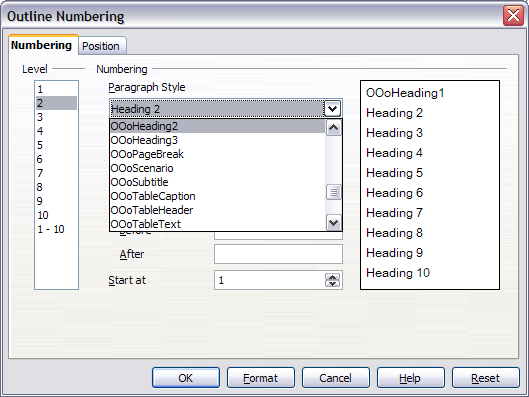 Outline Numbering
Numbering
Position
Level
Numbering
1
2
3
4
5
6
7
8
9
10
1 - 10
Paragraph Style
Heading 2
OOoHeading2
OOoHeading3
OOoPageBreak
OOoScenario
OOoSubtitle
OOoTableCaption
OOoTableHeader
OOoTableText
Before
After
Start at
1
OOoHeading1
Heading 2
Heading 3
Heading 4
Heading 5
Heading 6
Heading 7
Heading 8
Heading 9
Heading 10
OK
Format
Cancel
Help
Reset